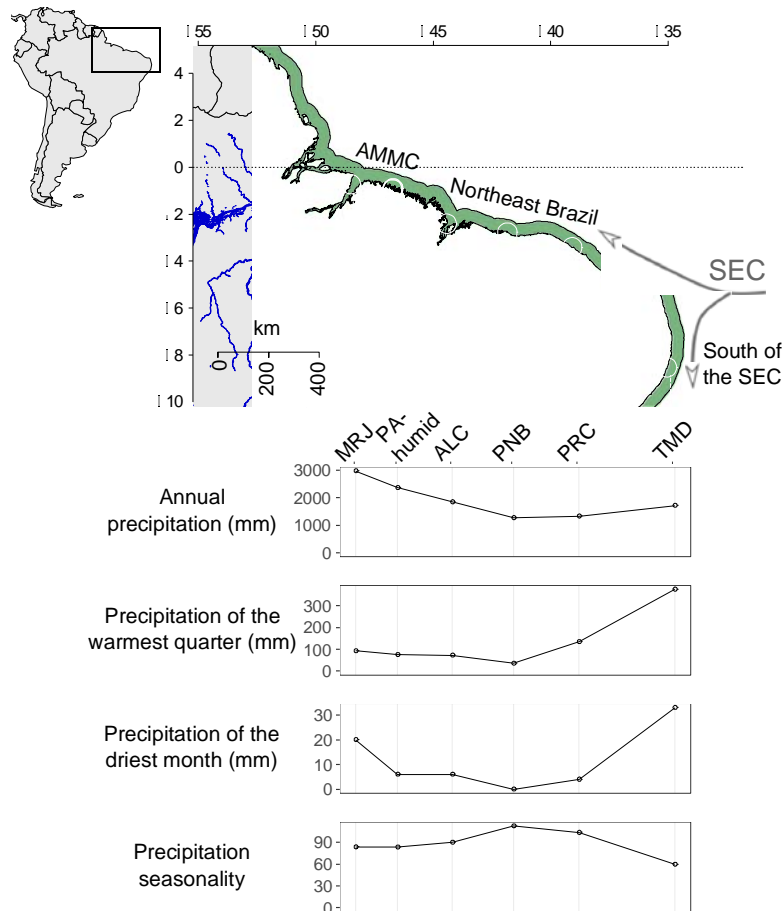 55 50 45 40 35
4
2
0
2
4
6
8
10
AMMC
Northeast Brazil
SEC
South of
the SEC
km
0 200 400
MRJ PA-humid ALC PNB PRC TMD
Annual
precipitation (mm)
3000
2000
1000
0
Precipitation of the
warmest quarter (mm)
300
200
100
0
Precipitation of the
driest month (mm)
30
20
10
0
Precipitation
seasonality
90
60
30
0